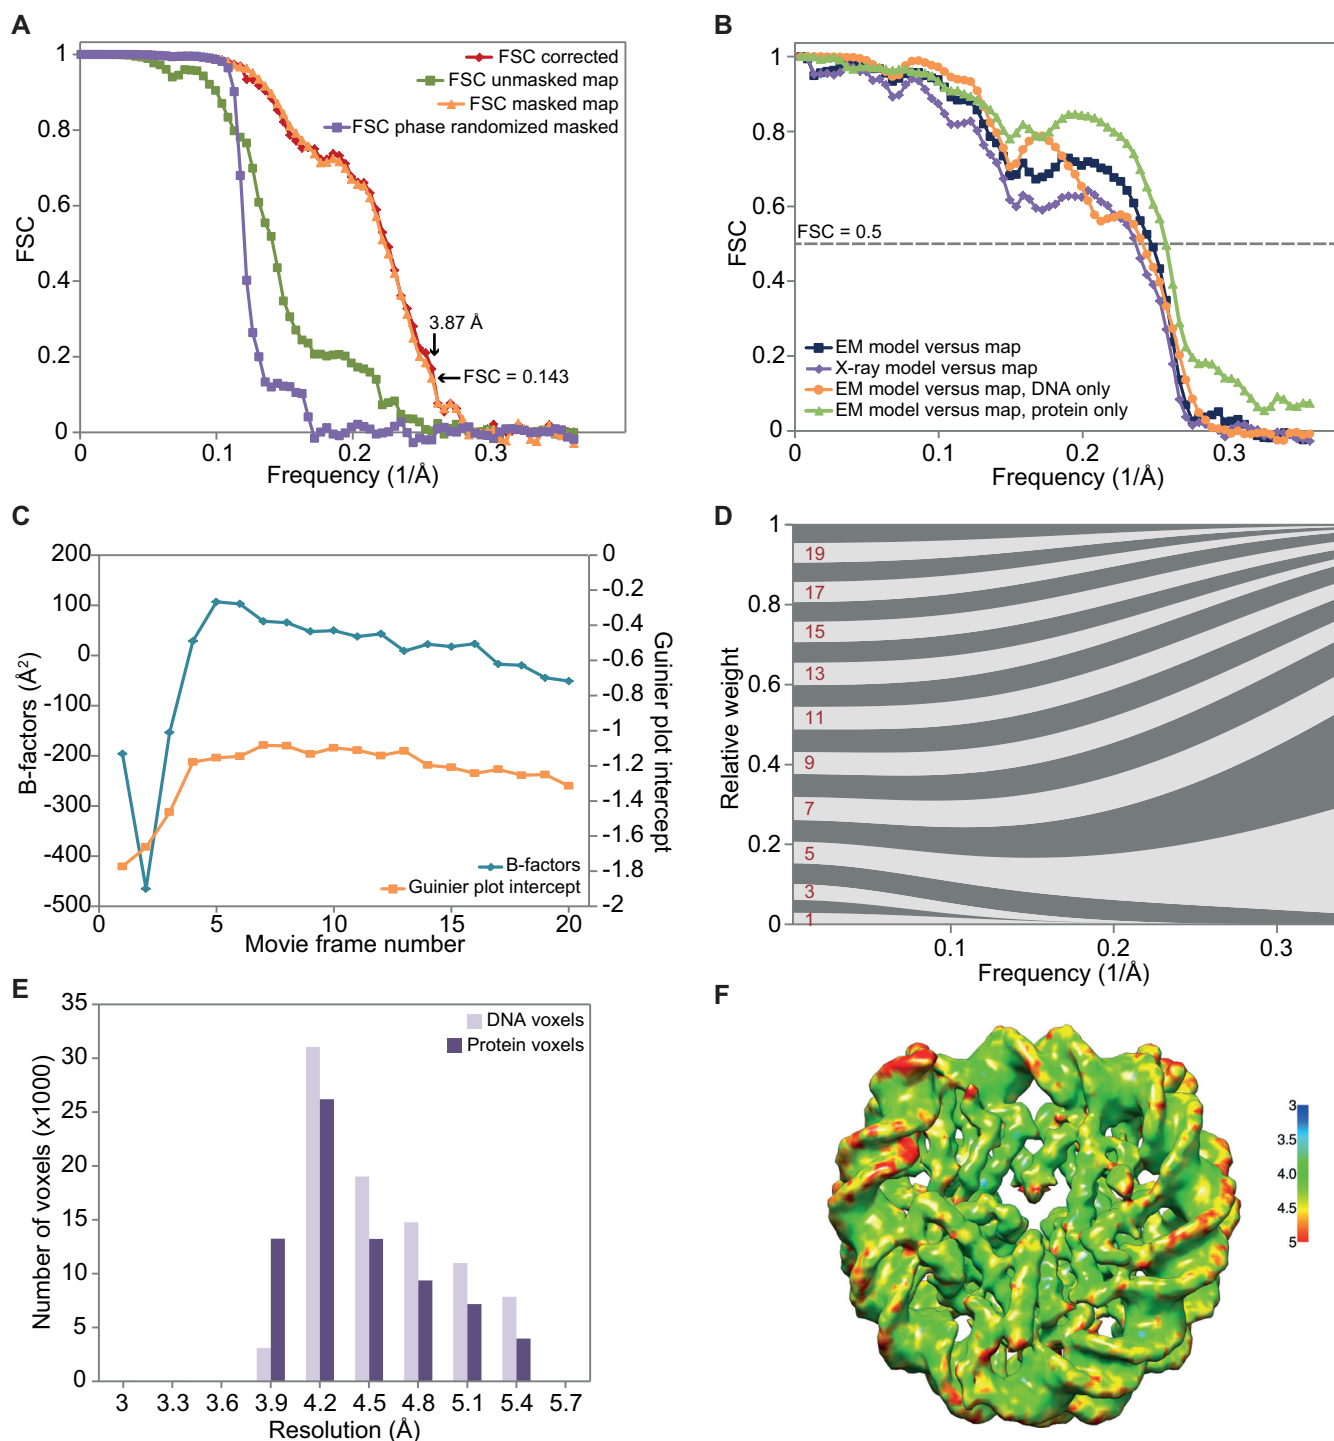 A
FSC corrected
FSC unmasked map
FSC masked map
FSC phase randomized masked
1
0.8
0.6
0.4
0.2
0
FSC
3.87 Å
FSC = 0.143
0
0.1
0.2
0.3
Frequency (1/Å)
B
1
0.8
0.6
0.4
0.2
0
FSC
FSC = 0.5
EM model versus map
X-ray model versus map
EM model versus map, DNA only
EM model versus map, protein only
0
0.1
0.2
0.3
Frequency (1/Å)
C
200
100
0
-100
-200
-300
-400
-500
B-factors (Å²)
0
-0.2
-0.4
-0.6
-0.8
-1
-1.2
-1.4
-1.6
-1.8
-2
Guinier plot intercept
B-factors
Guinier plot intercept
0
5
10
15
20
Movie frame number
D
1
0.8
0.6
0.4
0.2
0
Relative weight
19
17
15
13
11
9
7
5
3
1
0.1
0.2
0.3
Frequency (1/Å)
E
35
30
25
20
15
10
5
0
Number of voxels (x1000)
DNA voxels
Protein voxels
3
3.3
3.6
3.9
4.2
4.5
4.8
5.1
5.4
5.7
Resolution (Å)
F
3
3.5
4.0
4.5
5